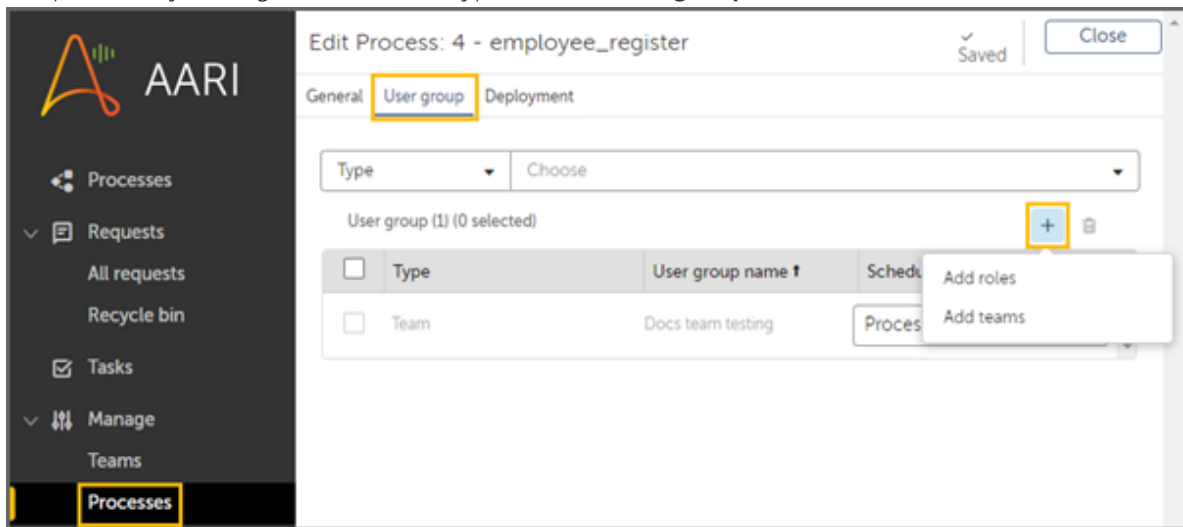 AARI
Processes
Requests
All requests
Recycle bin
Tasks
Manage
Teams
Processes
Edit Process: 4 - employee_register
Saved
Close
General User group Deployment
Type Choose
User group (1) (0 selected)
+
Type User group name ↑ Schedu
Team Docs team testing Proces
Add roles
Add teams